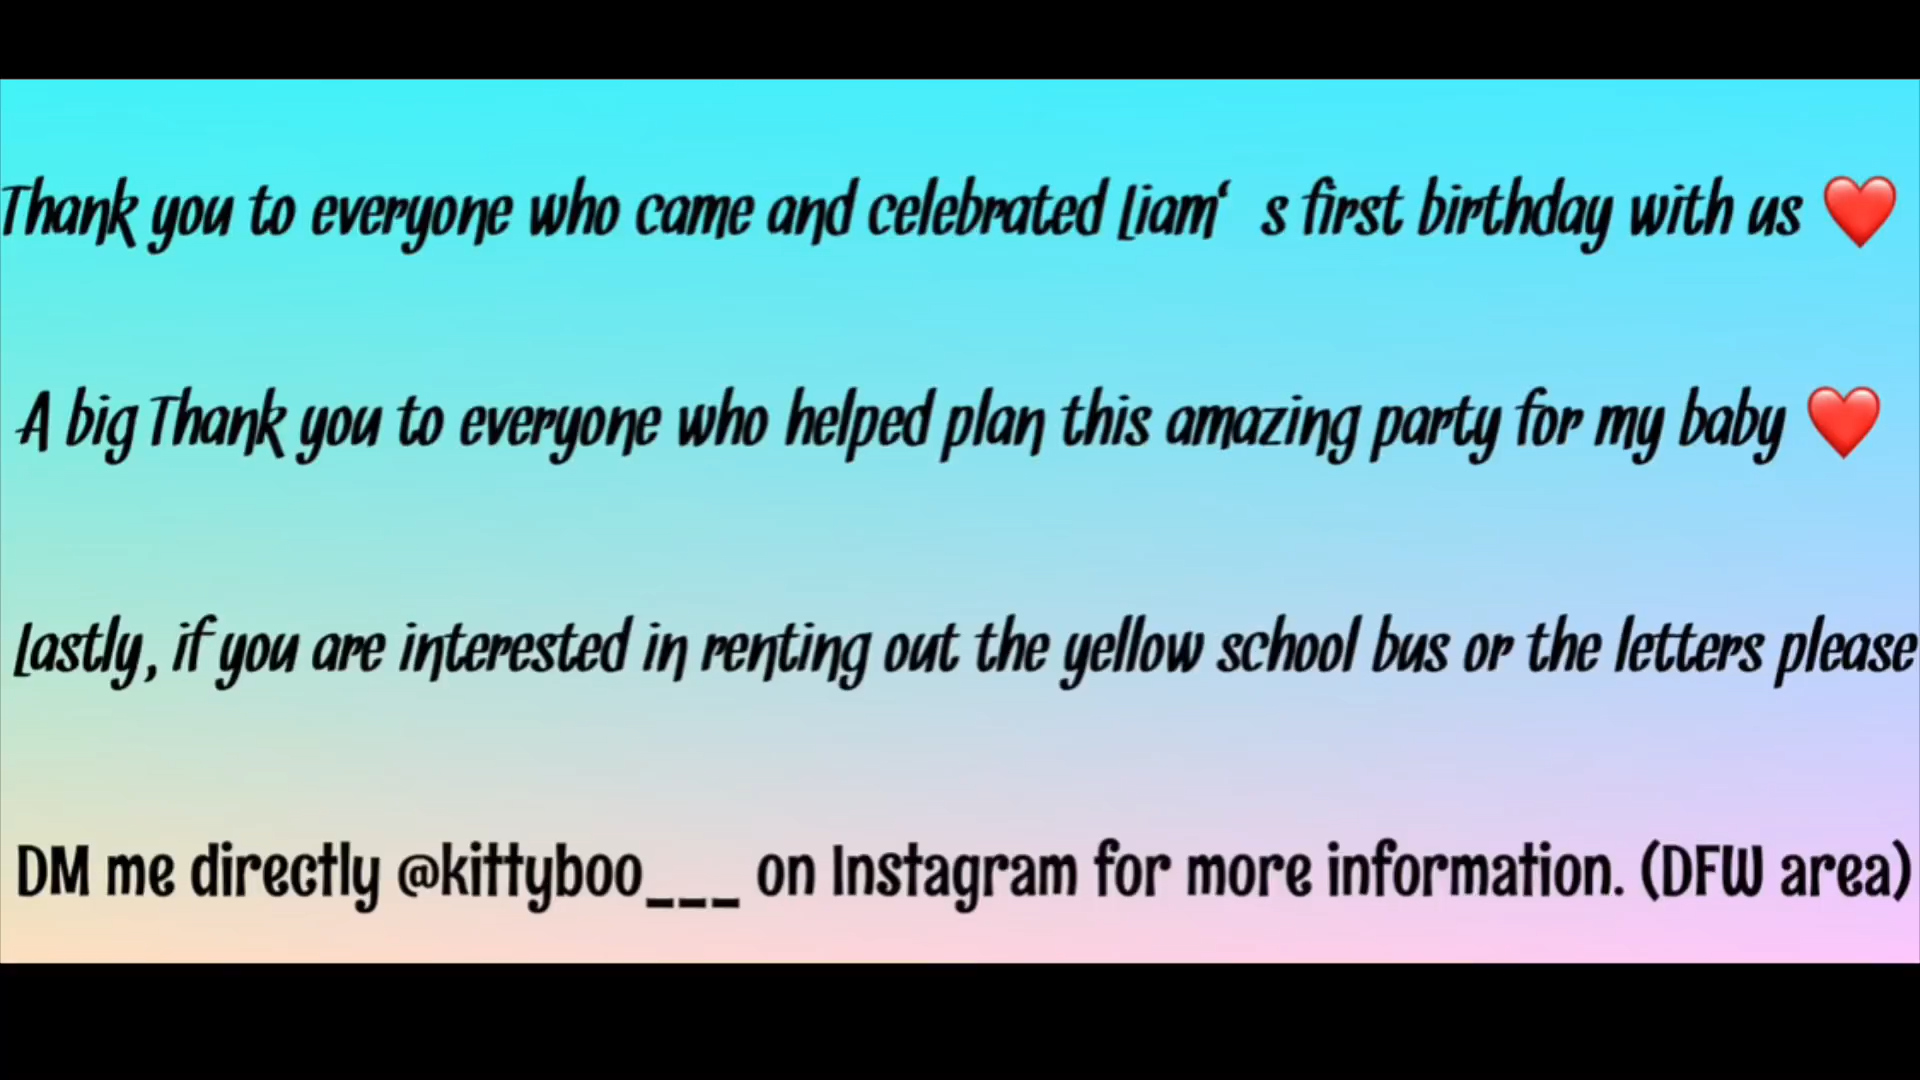 Thank you to everyone who came and celebrated Liam‘s first birthday with us ❤️
A big Thank you to everyone who helped plan this amazing party for my baby ❤️
Lastly, if you are interested in renting out the yellow school bus or the letters please
DM me directly @kittyboo___ on Instagram for more information. (DFW area)